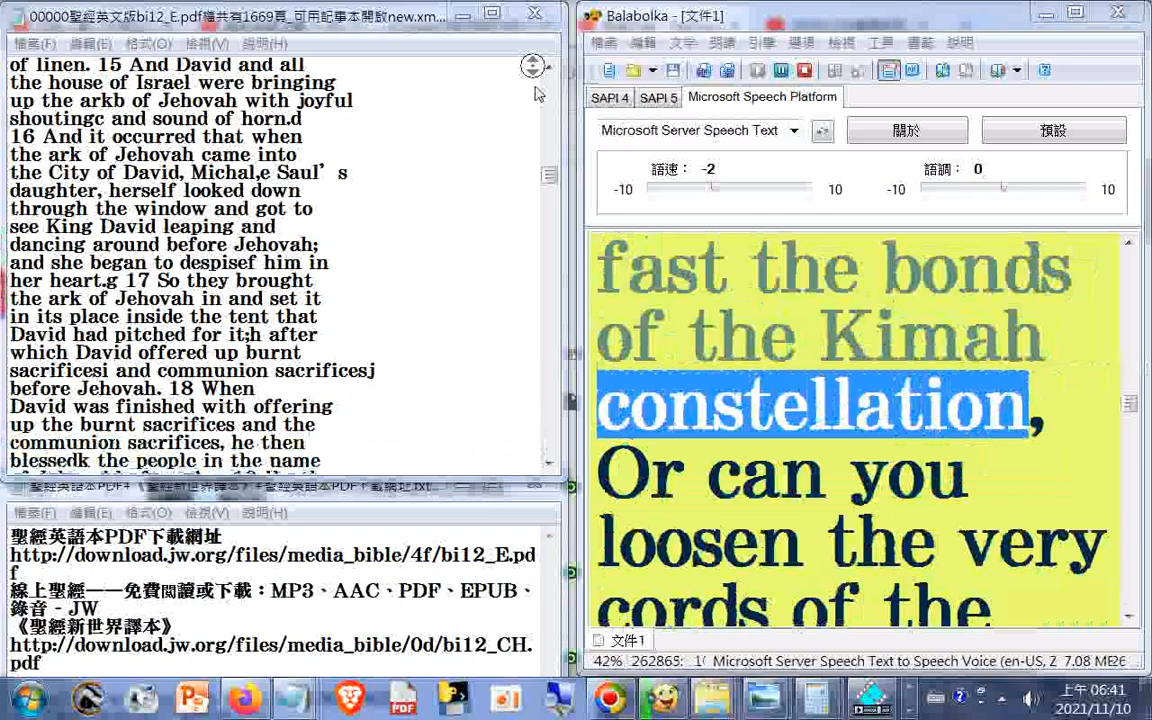 00000聖經英文版bi12_E.pdf檔共有1669頁_可用記事本開啟new.xm...
檔案(F) 編輯(E) 格式(O) 檢視(V) 說明(H)
of linen. 15 And David and all
the house of Israel were bringing
up the arkb of Jehovah with joyful
shoutingc and sound of horn.d
16 And it occurred that when
the ark of Jehovah came into
the City of David, Michal,e Saul’s
daughter, herself looked down
through the window and got to
see King David leaping and
dancing around before Jehovah;
and she began to despisef him in
her heart.g 17 So they brought
the ark of Jehovah in and set it
in its place inside the tent that
David had pitched for it;h after
which David offered up burnt
sacrificesi and communion sacrificesj
before Jehovah. 18 When
David was finished with offering
up the burnt sacrifices and the
communion sacrifices, he then
blessedk the people in the name
檔案(F) 編輯(E) 格式(O) 檢視(V) 說明(H)
聖經英語本PDF下載網址
http://download.jw.org/files/media_bible/4f/bi12_E.pd
f
線上聖經——免費閱讀或下載：MP3、AAC、PDF、EPUB、
錄音 - JW
《聖經新世界譯本》
http://download.jw.org/files/media_bible/0d/bi12_CH.
pdf
Balabolka - [文件1]
檔案 編輯 文字 朗讀 引擎 選項 檢視 工具 書籤 說明
SAPI 4 SAPI 5 Microsoft Speech Platform
Microsoft Server Speech Text 關於 預設
語速： -2 語調： 0
-10 10 -10 10
fast the bonds
of the Kimah
constellation,
Or can you
loosen the very
cords of the
文件1
42% 262865: Microsoft Server Speech Text to Speech Voice (en-US, Z 7.08 ME
上午 06:41
2021/11/10